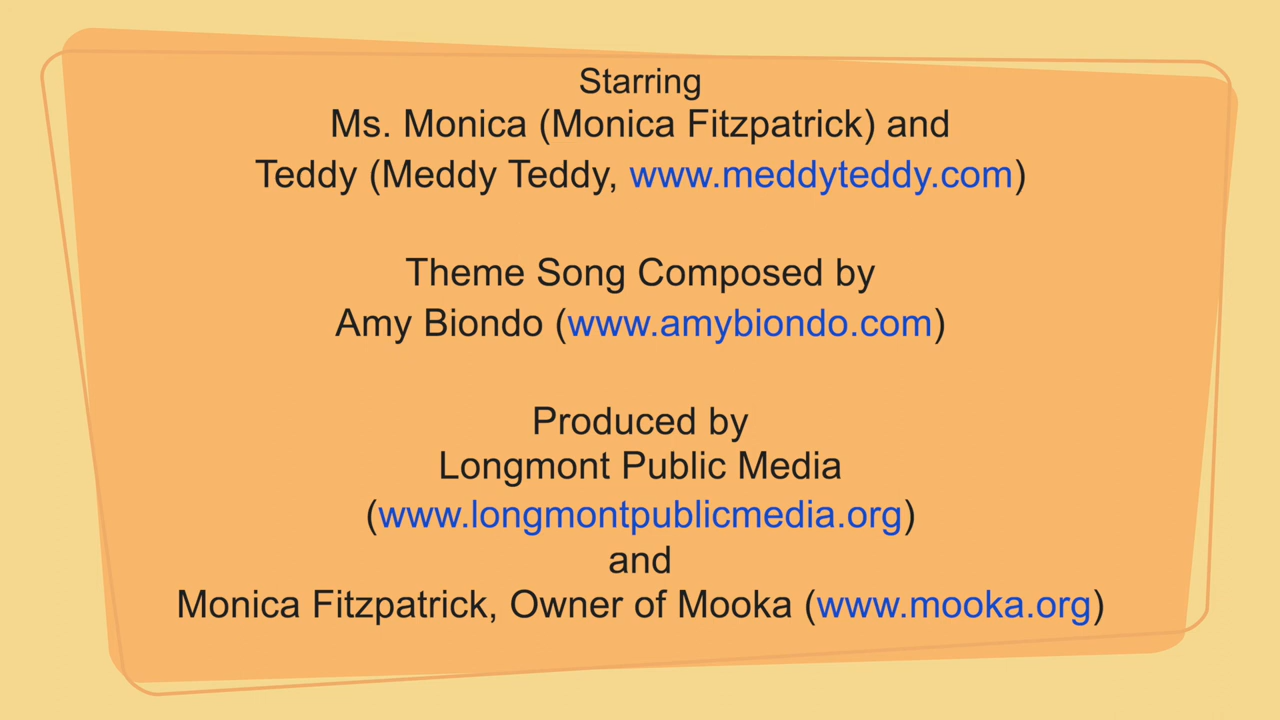 Starring
Ms. Monica (Monica Fitzpatrick) and
Teddy (Meddy Teddy, www.meddyteddy.com)
Theme Song Composed by
Amy Biondo (www.amybiondo.com)
Produced by
Longmont Public Media
(www.longmontpublicmedia.org)
and
Monica Fitzpatrick, Owner of Mooka (www.mooka.org)